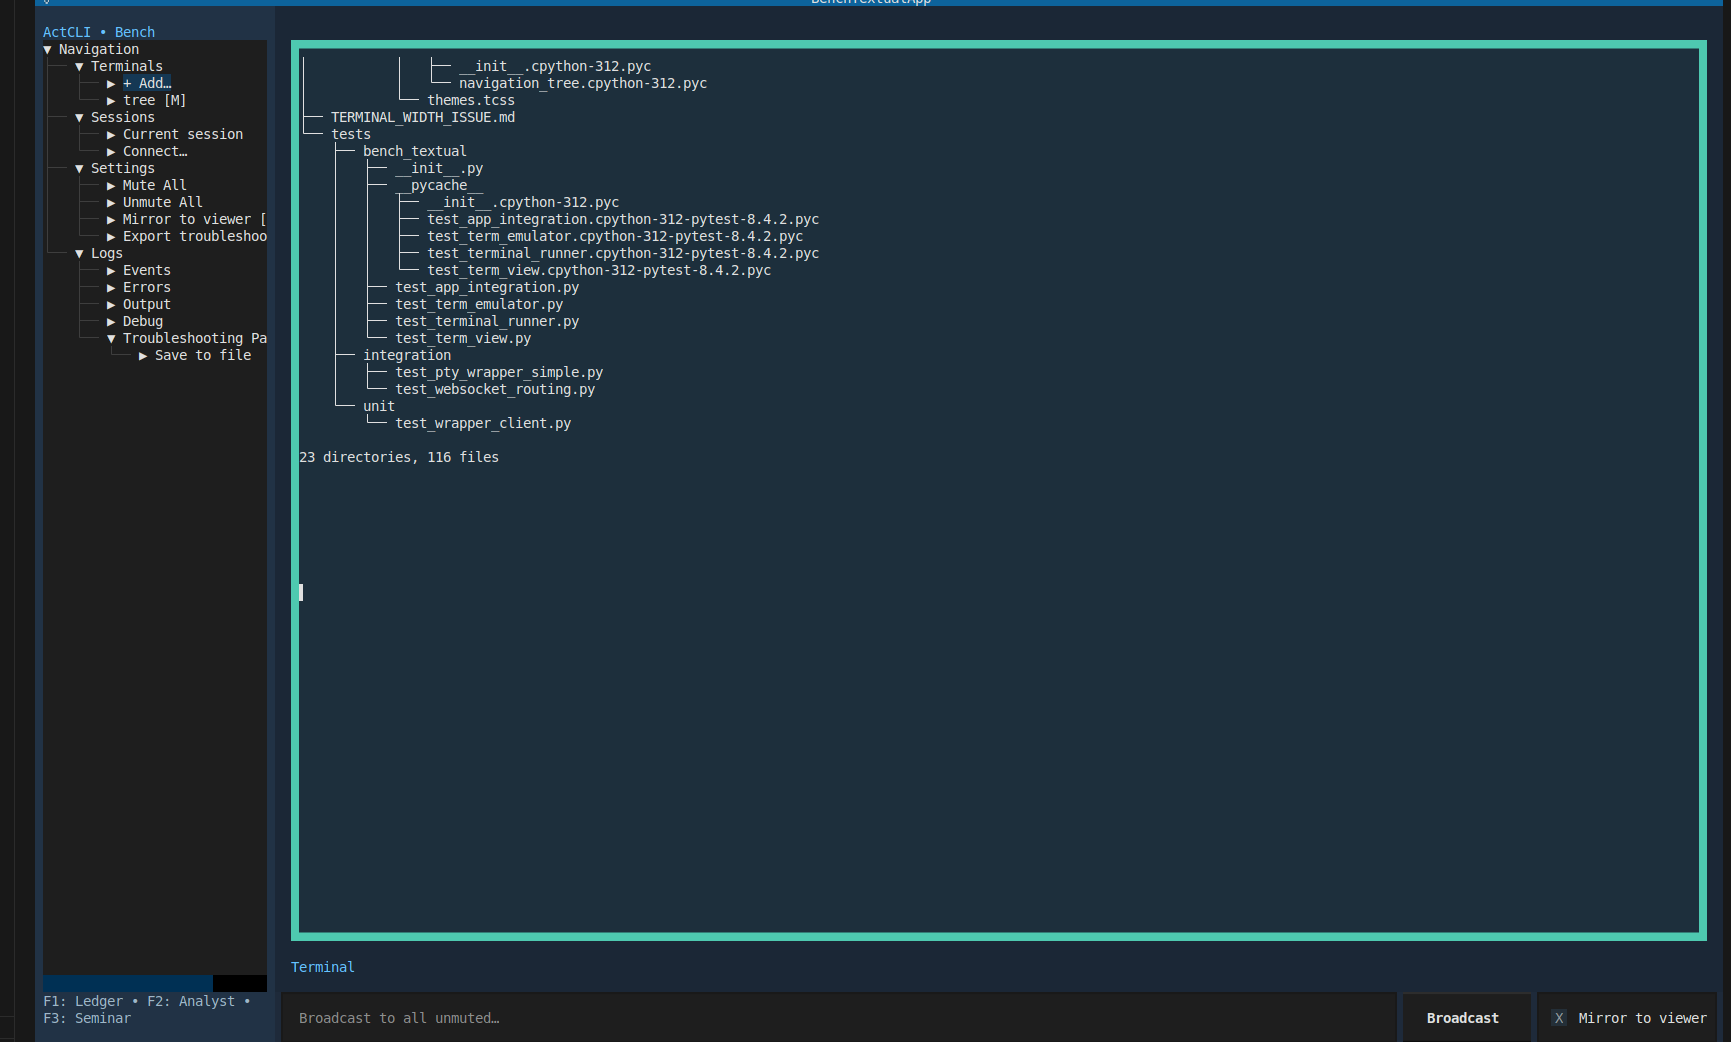 BenchTextualApp
ActCLI • Bench
▼ Navigation
▼ Terminals
▶ + Add…
▶ tree [M]
▼ Sessions
▶ Current session
▶ Connect…
▼ Settings
▶ Mute All
▶ Unmute All
▶ Mirror to viewer [
▶ Export troubleshoo
▼ Logs
▶ Events
▶ Errors
▶ Output
▶ Debug
▼ Troubleshooting Pa
▶ Save to file
F1: Ledger • F2: Analyst •
F3: Seminar
__init__.cpython-312.pyc
navigation_tree.cpython-312.pyc
themes.tcss
TERMINAL_WIDTH_ISSUE.md
tests
bench_textual
__init__.py
__pycache__
__init__.cpython-312.pyc
test_app_integration.cpython-312-pytest-8.4.2.pyc
test_term_emulator.cpython-312-pytest-8.4.2.pyc
test_terminal_runner.cpython-312-pytest-8.4.2.pyc
test_term_view.cpython-312-pytest-8.4.2.pyc
test_app_integration.py
test_term_emulator.py
test_terminal_runner.py
test_term_view.py
integration
test_pty_wrapper_simple.py
test_websocket_routing.py
unit
test_wrapper_client.py
23 directories, 116 files
Terminal
Broadcast to all unmuted…
Broadcast
X Mirror to viewer